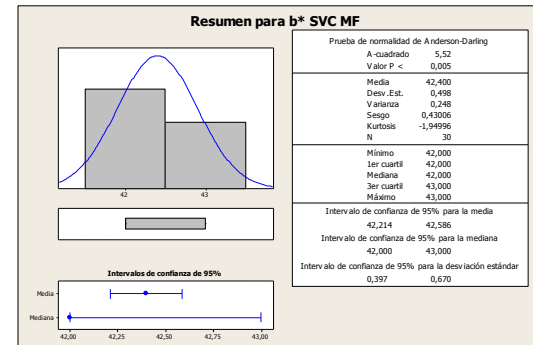 Resumen para b* SVC MF
42 43
Intervalos de confianza de 95%
Media
Mediana
42,00 42,25 42,50 42,75 43,00
Prueba de normalidad de Anderson-Darling
A-cuadrado 5,52
Valor P < 0,005
Media 42,400
Desv.Est. 0,498
Varianza 0,248
Sesgo 0,43006
Kurtosis -1,94996
N 30
Mínimo 42,000
1er cuartil 42,000
Mediana 42,000
3er cuartil 43,000
Máximo 43,000
Intervalo de confianza de 95% para la media
42,214 42,586
Intervalo de confianza de 95% para la mediana
42,000 43,000
Intervalo de confianza de 95% para la desviación estándar
0,397 0,670